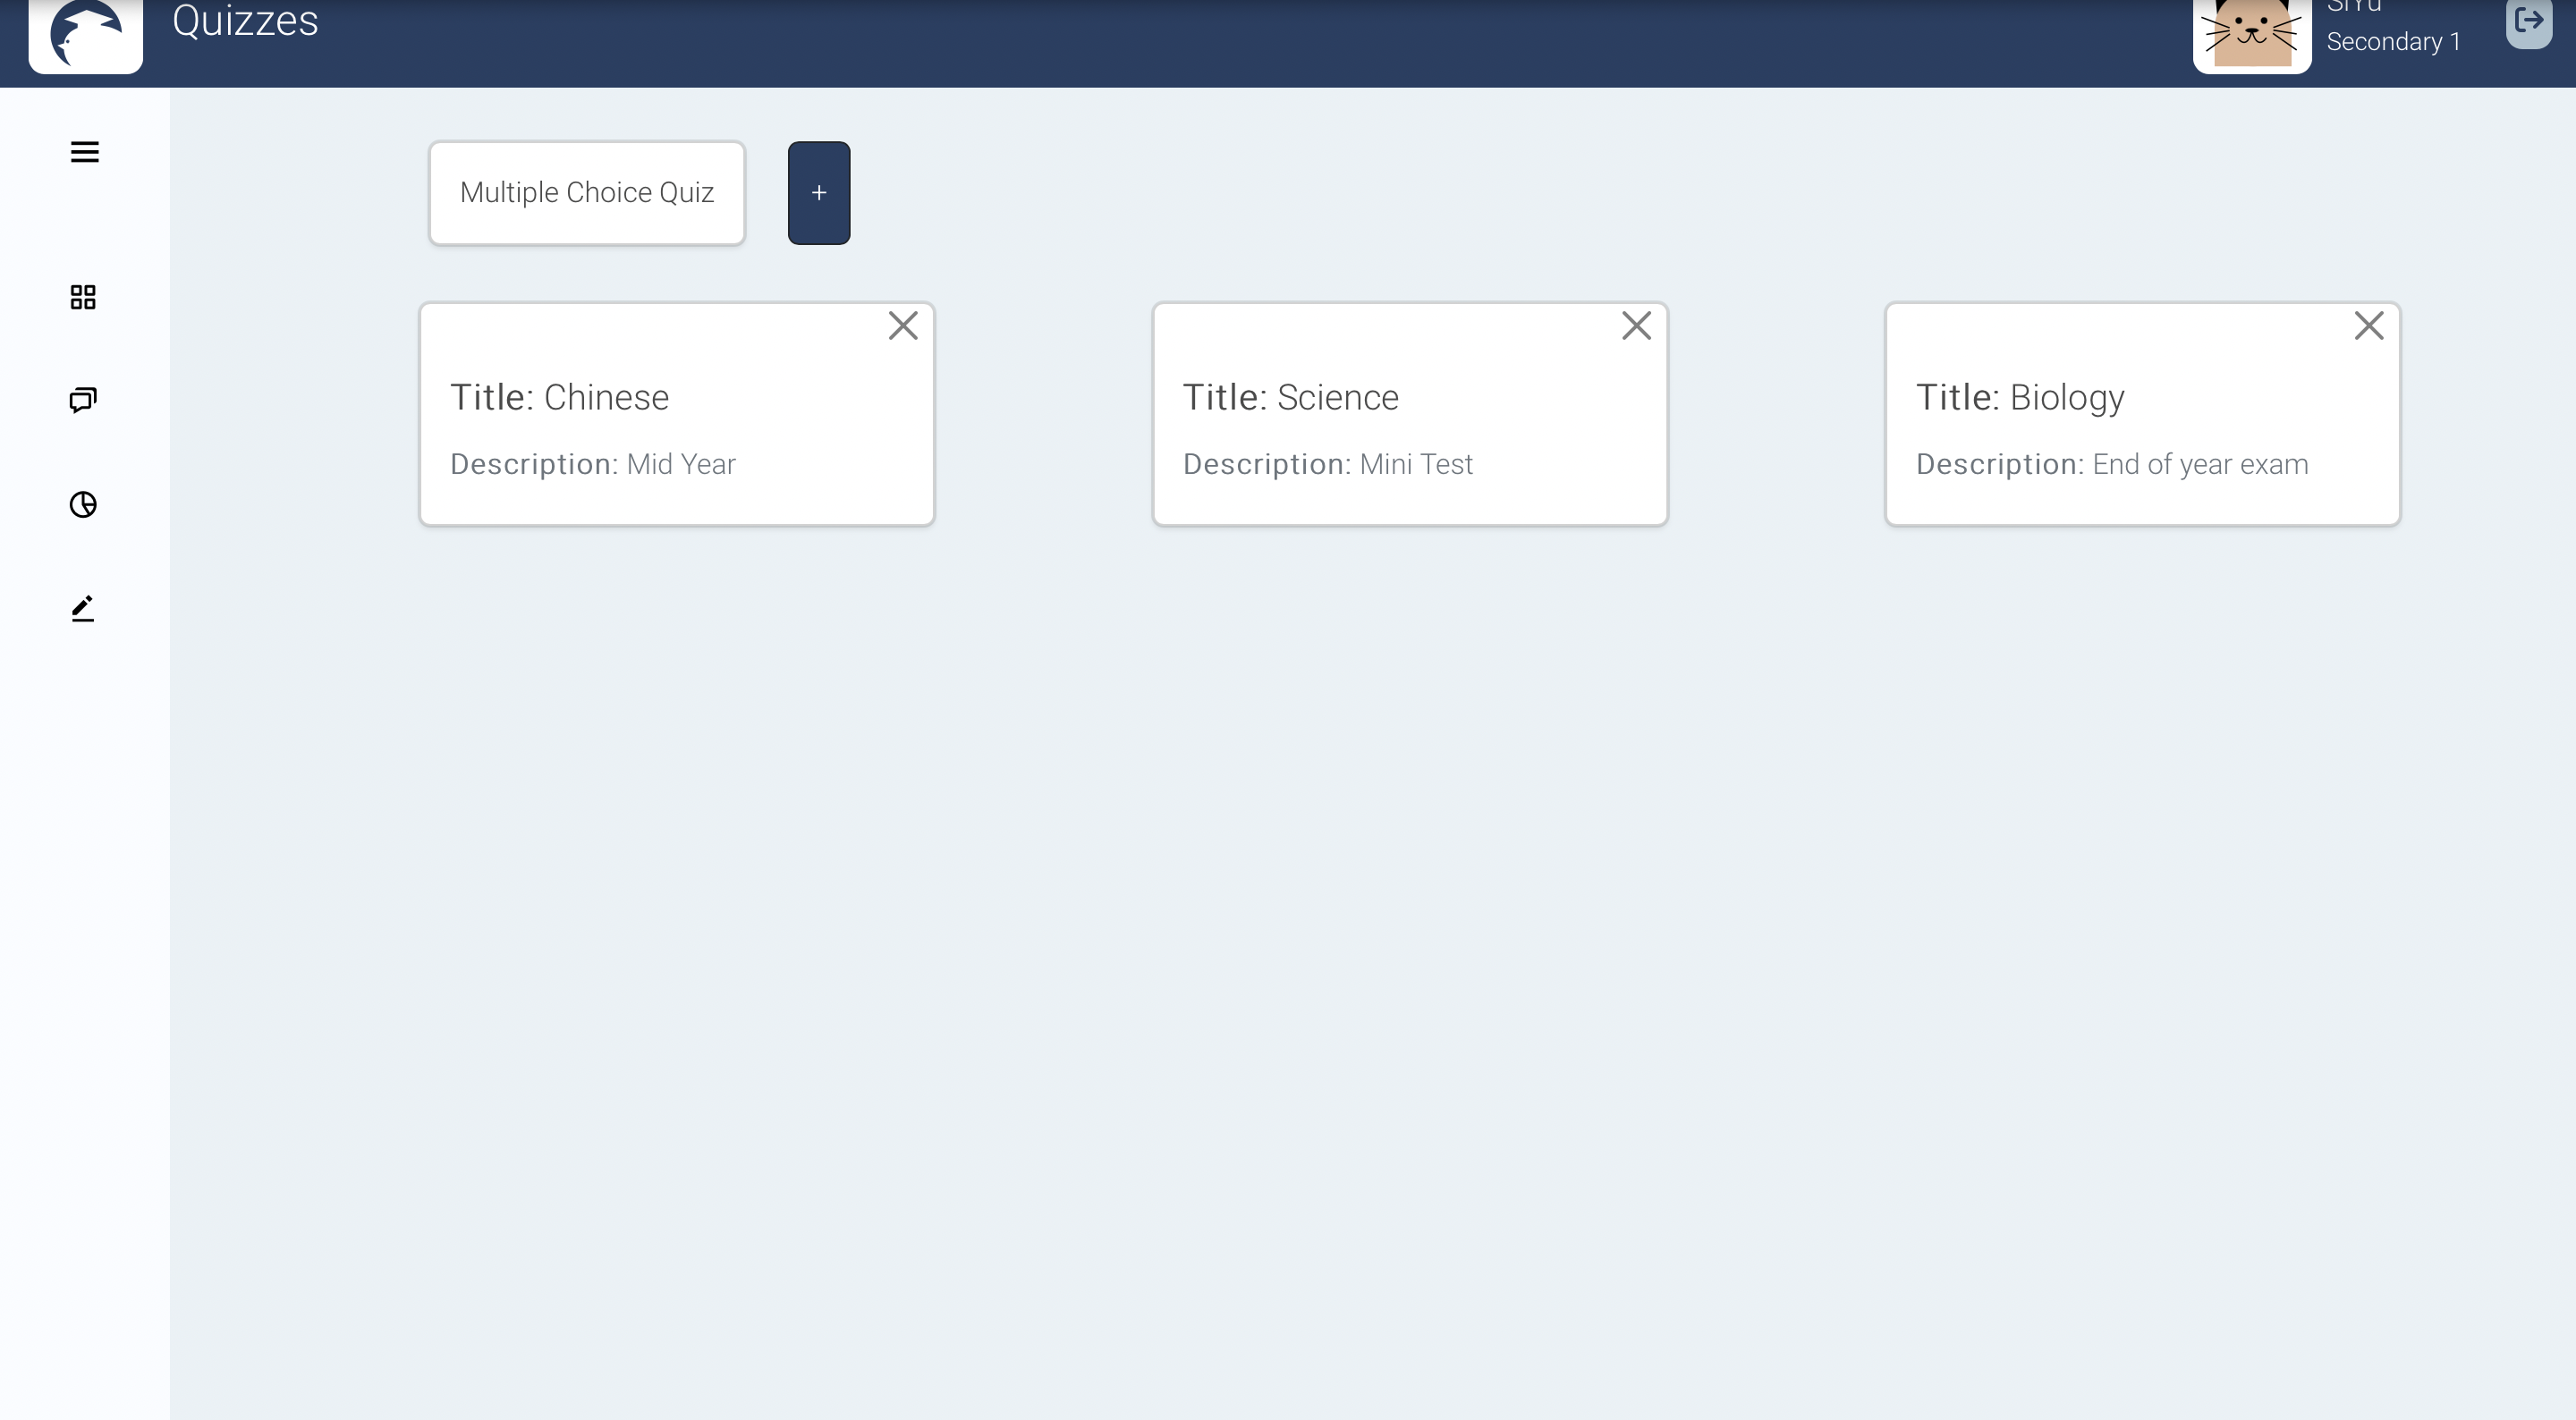 Quizzes
SiYu
Secondary 1
Multiple Choice Quiz
+
Title: Chinese
Description: Mid Year
Title: Science
Description: Mini Test
Title: Biology
Description: End of year exam